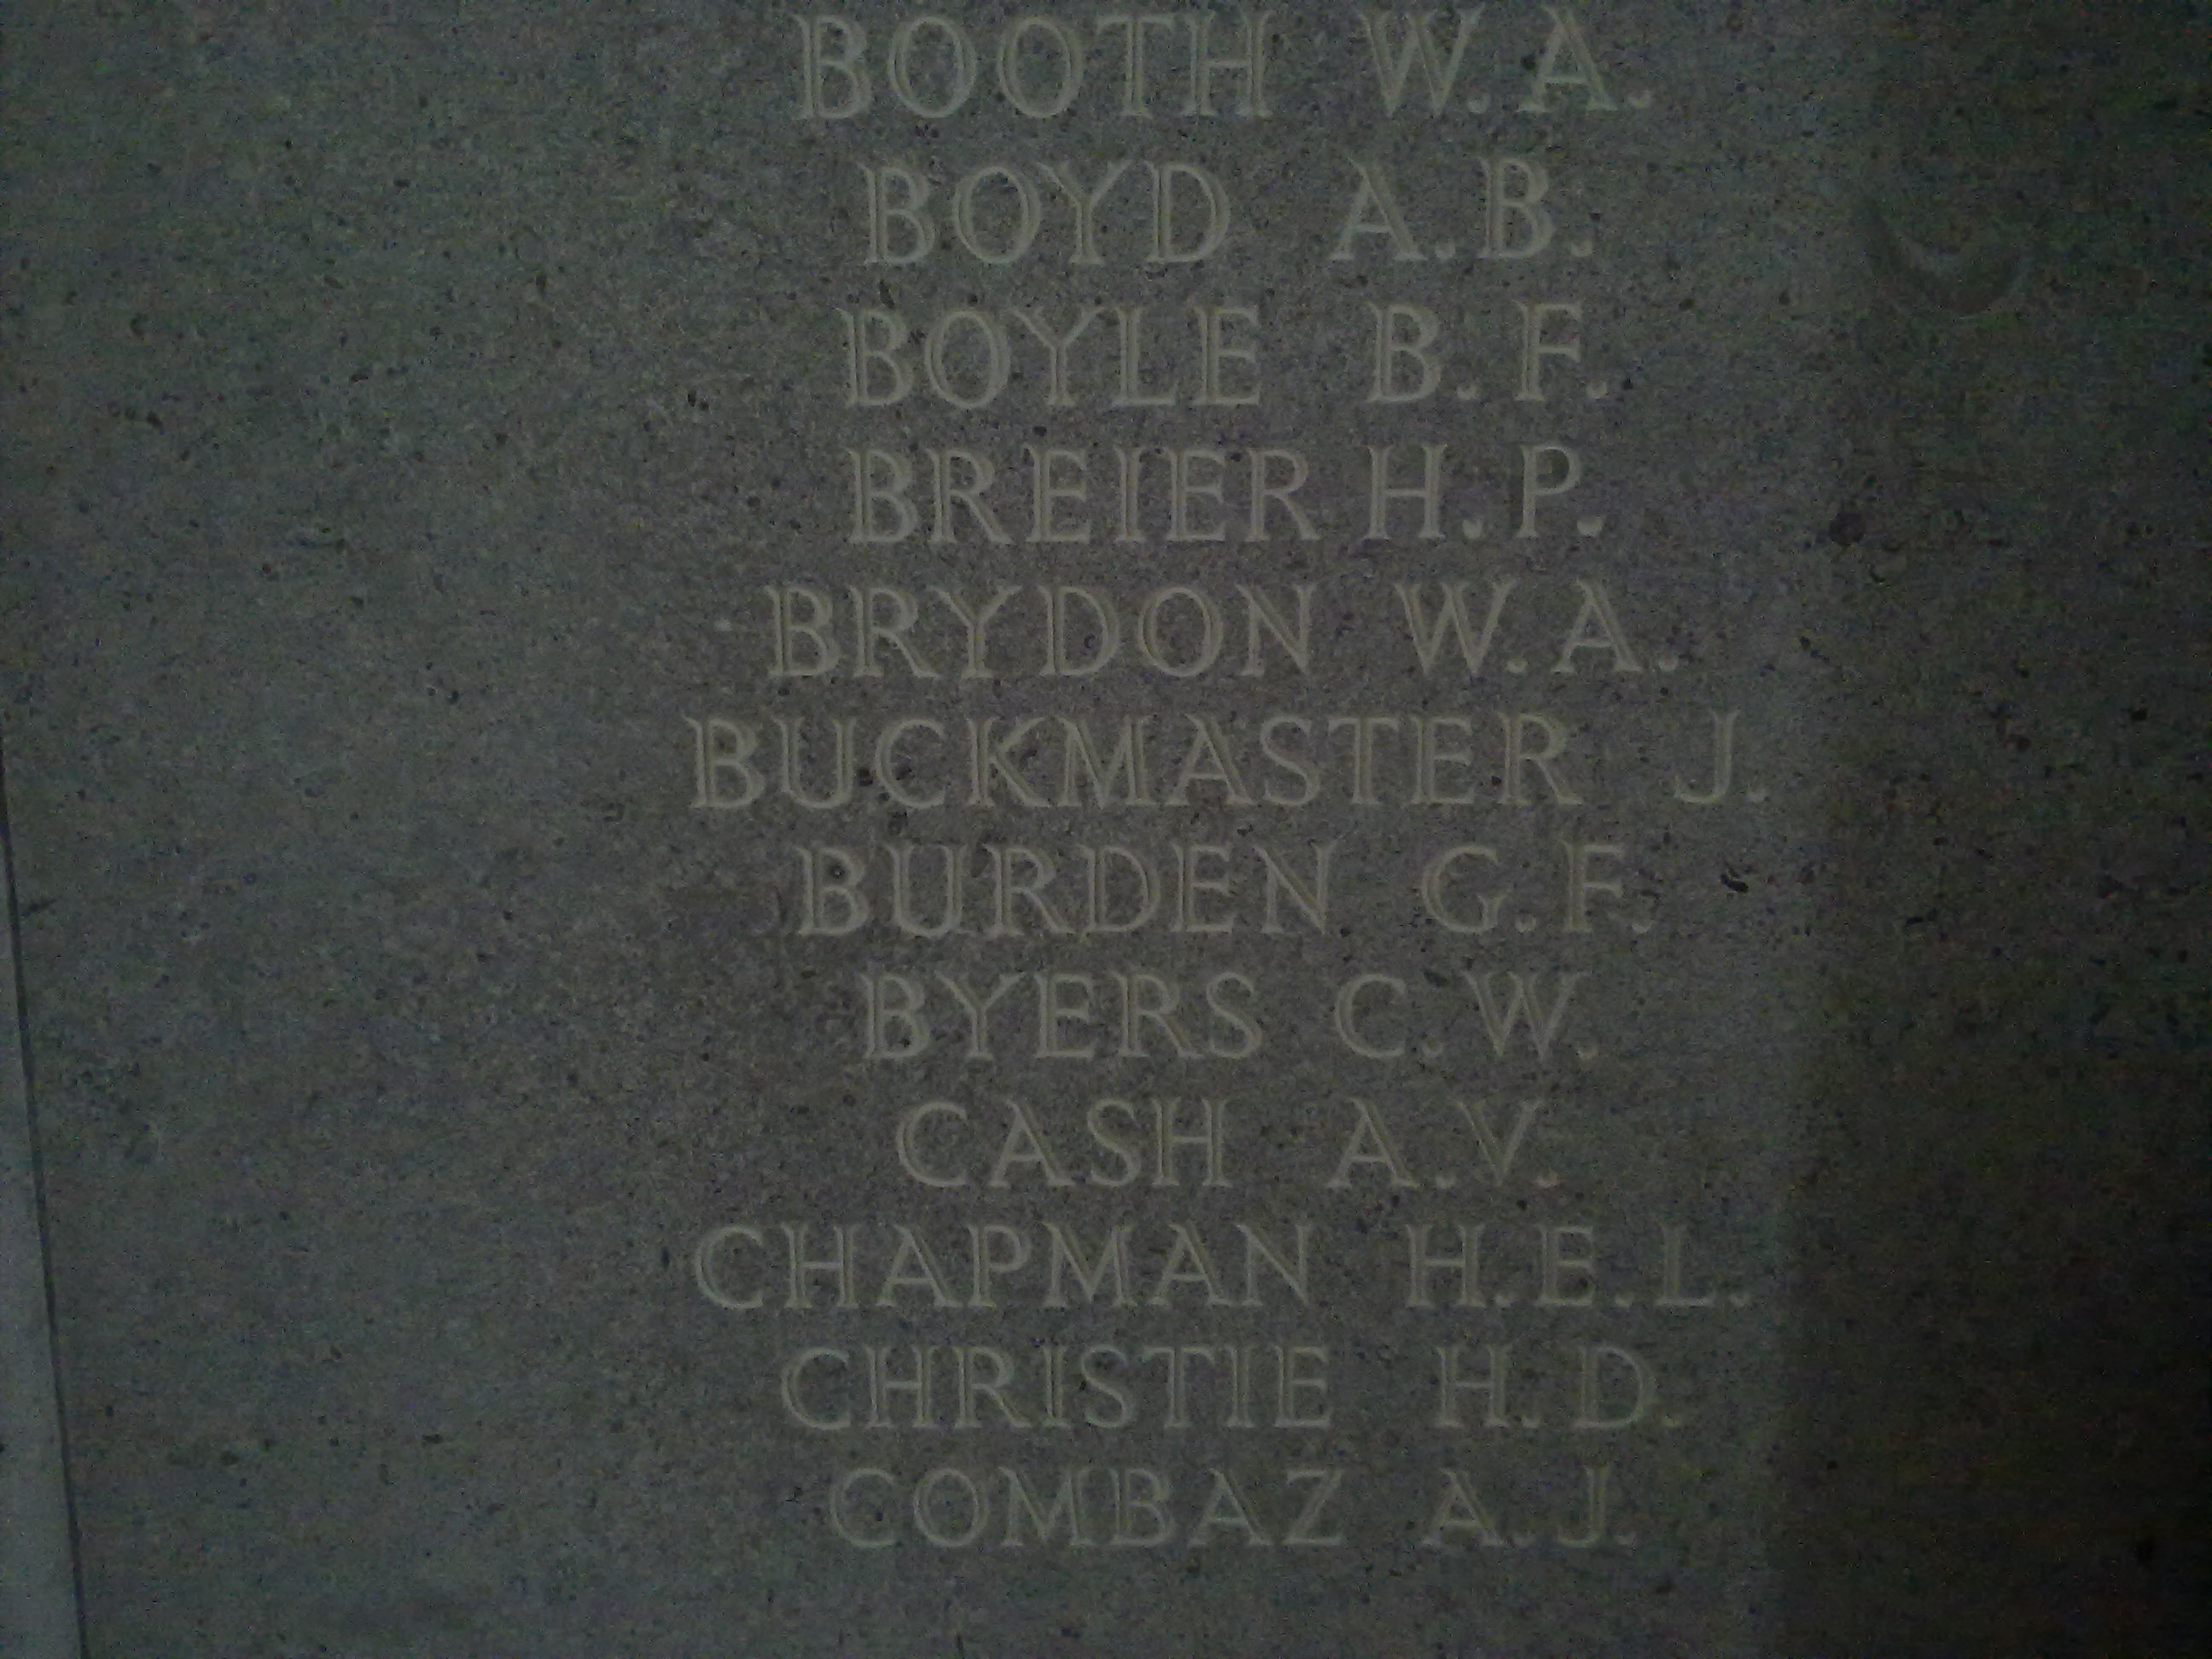 BOOTH W.A.
BOYD A.B.
BOYLE B.F.
BREIER H.P.
BRYDON W.A.
BUCKMASTER J.
BURDEN G.F.
BYERS C.W.
CASH A.V.
CHAPMAN H.E.L.
CHRISTIE H.D.
COMBAZ A.J.